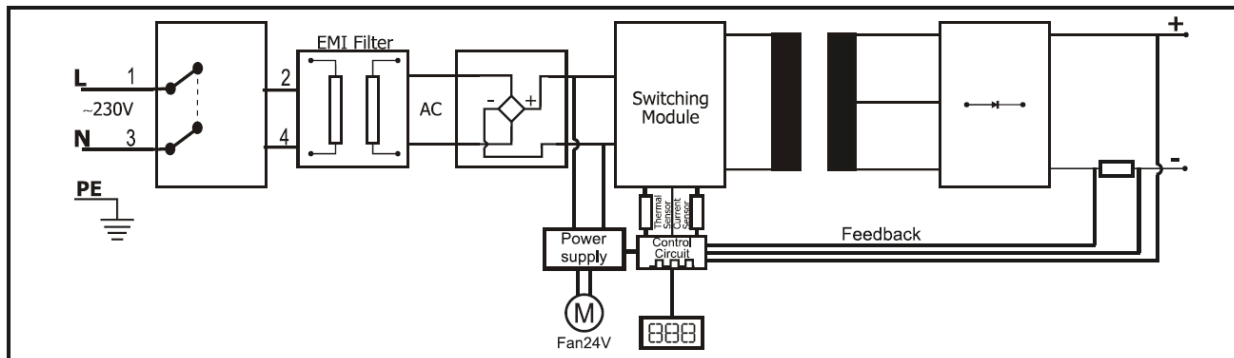 EMI Filter
L 1
2
~230V
AC
- +
N 3
4
PE
Switching
Module
+
-
Thermal
Sensor
Current
Sensor
Power
supply
Control
Circuit
Feedback
M
Fan24V
888